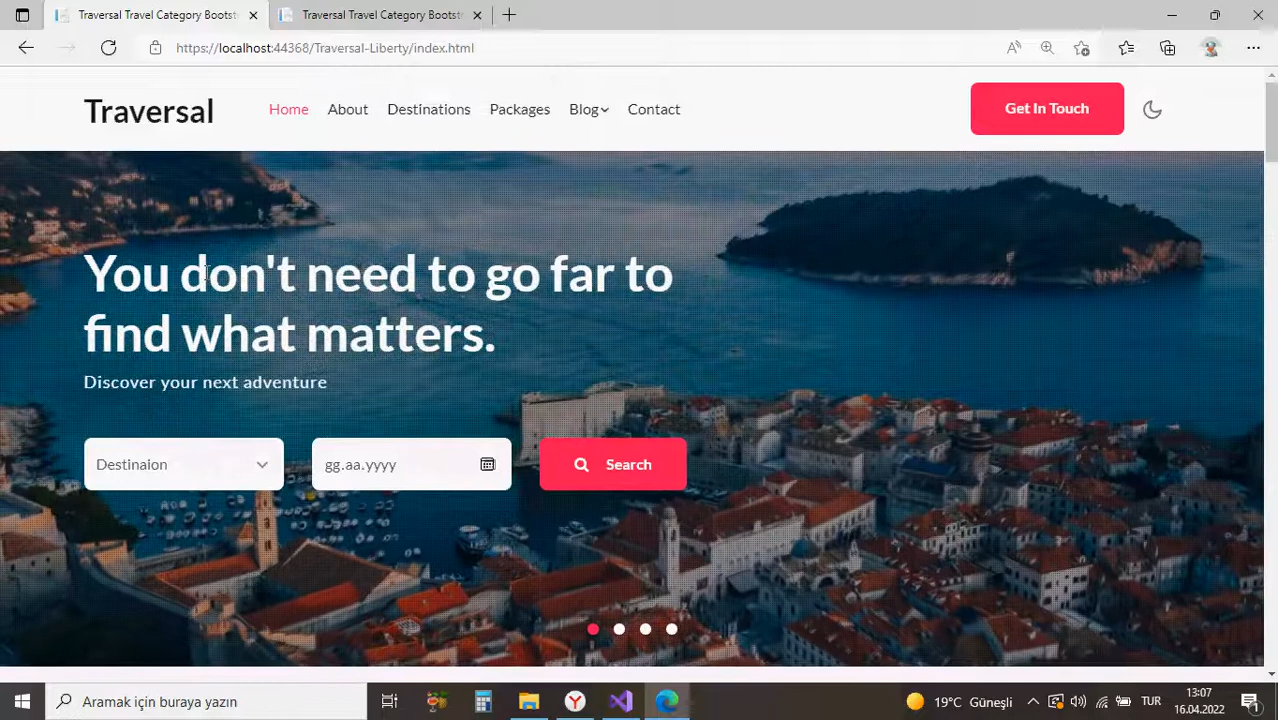 Traversal Travel Category Bootst
Traversal Travel Category Bootst
https://localhost:44368/Traversal-Liberty/index.html
Traversal
Home
About
Destinations
Packages
Blog
Contact
Get In Touch
You don't need to go far to
find what matters.
Discover your next adventure
Destinaion
gg.aa.yyyy
Search
Aramak için buraya yazın
19°C Güneşli
TUR
13:07
16.04.2022
1